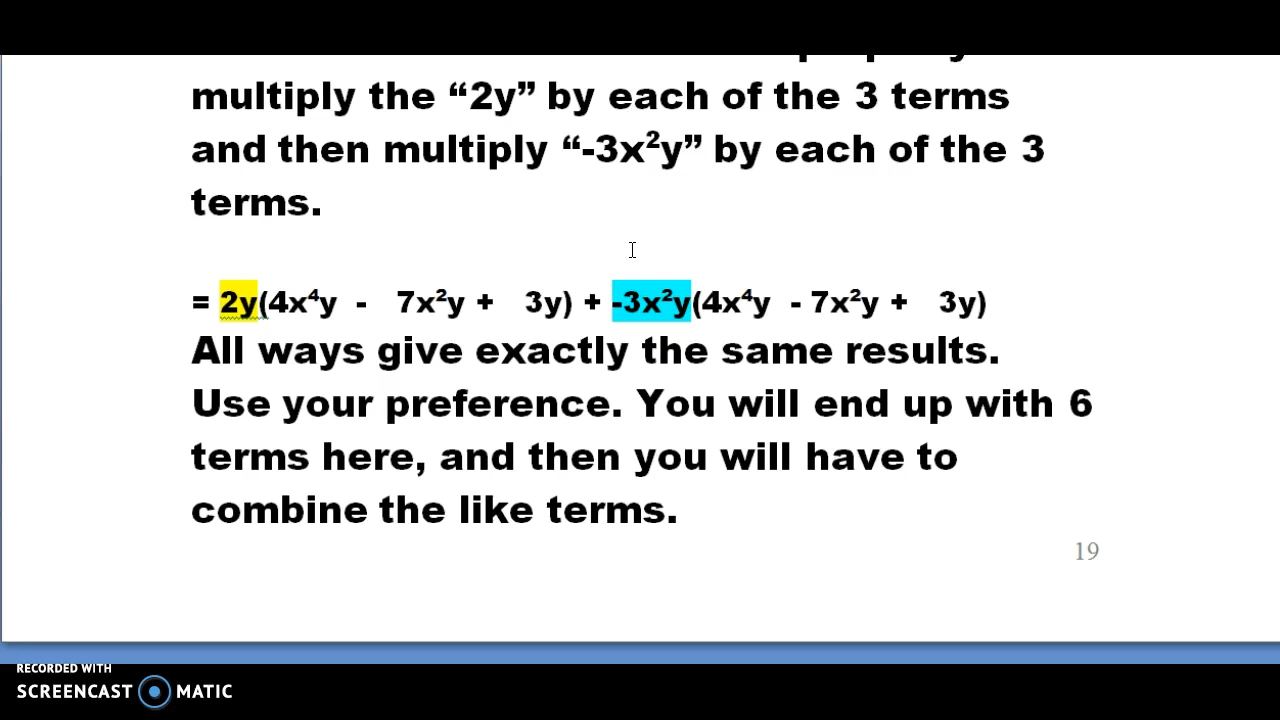 multiply the “2y” by each of the 3 terms
and then multiply “-3x²y” by each of the 3
terms.
= 2y(4x⁴y - 7x²y + 3y) + -3x²y(4x⁴y - 7x²y + 3y)
All ways give exactly the same results.
Use your preference. You will end up with 6
terms here, and then you will have to
combine the like terms.
19
RECORDED WITH
SCREENCAST MATIC